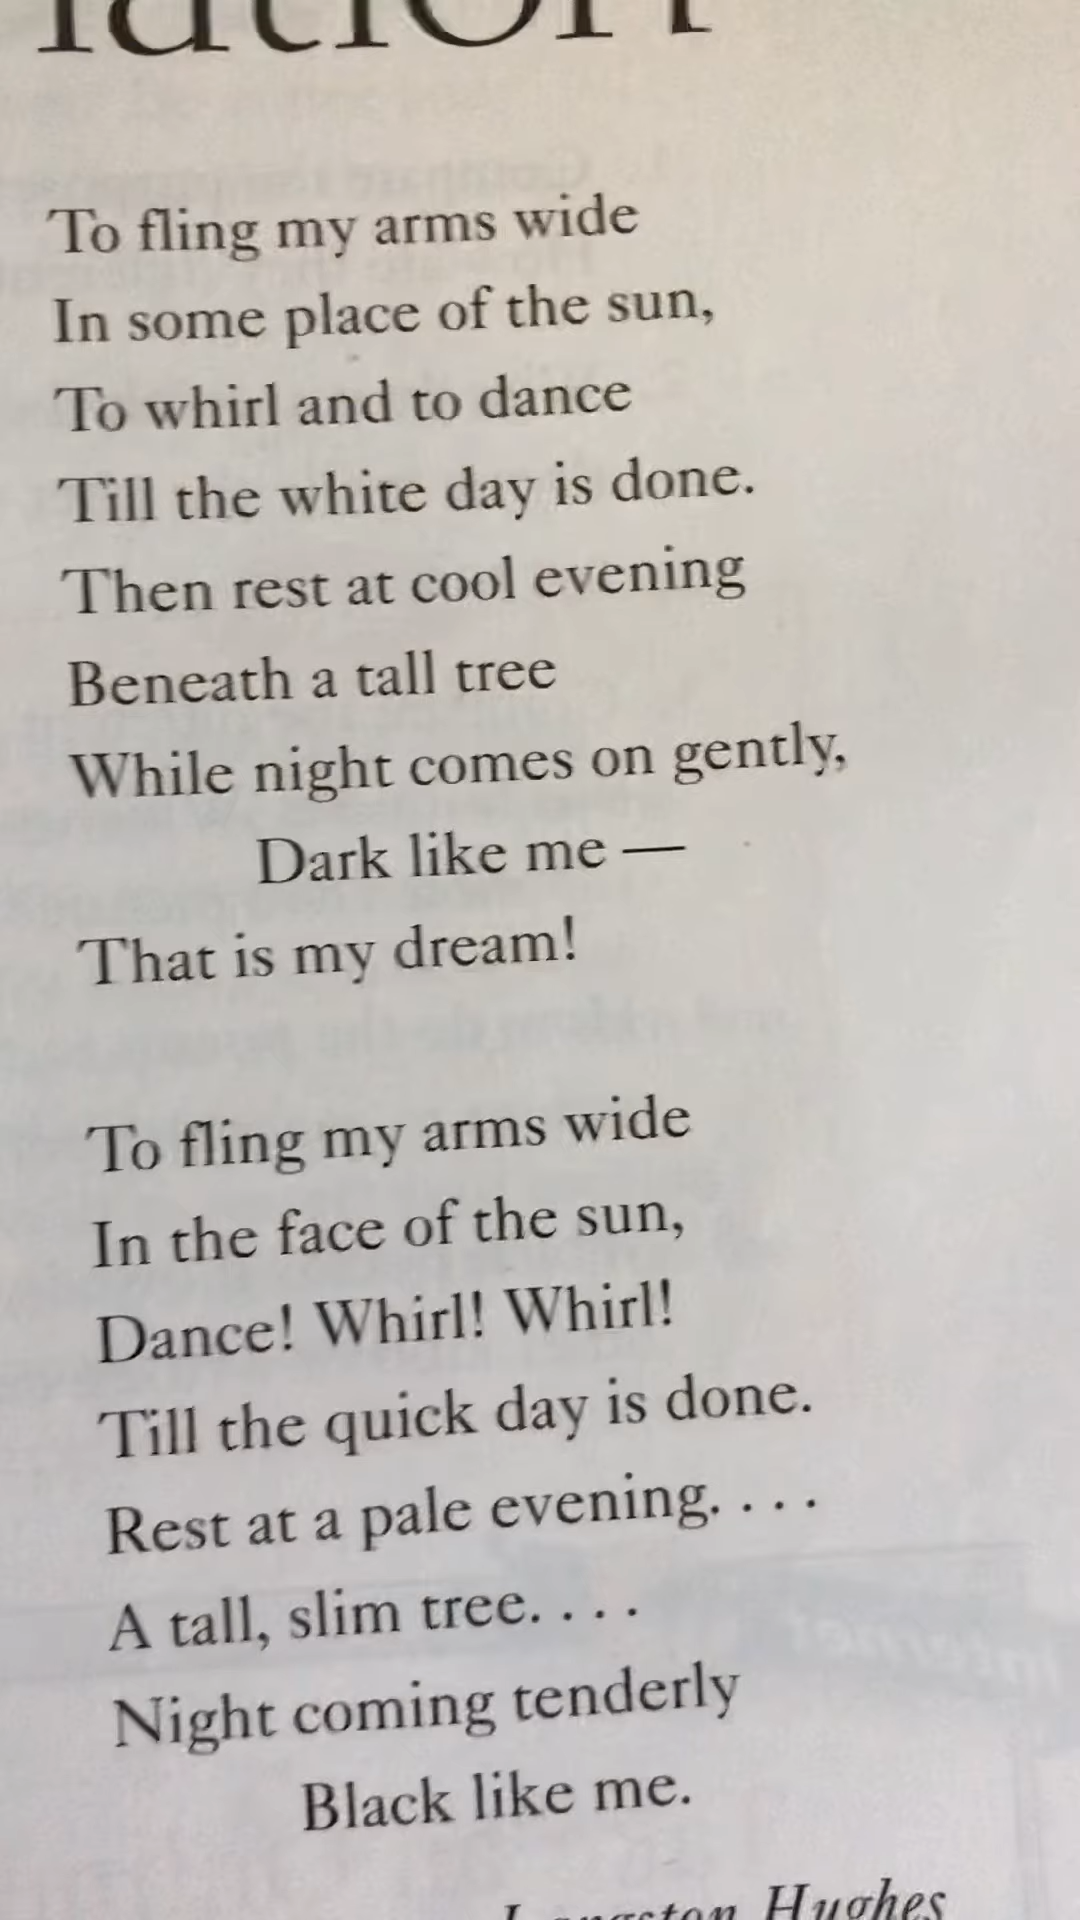 To fling my arms wide
In some place of the sun,
To whirl and to dance
Till the white day is done.
Then rest at cool evening
Beneath a tall tree
While night comes on gently,
Dark like me —
That is my dream!
To fling my arms wide
In the face of the sun,
Dance! Whirl! Whirl!
Till the quick day is done.
Rest at a pale evening. . . .
A tall, slim tree. . . .
Night coming tenderly
Black like me.
Langston Hughes